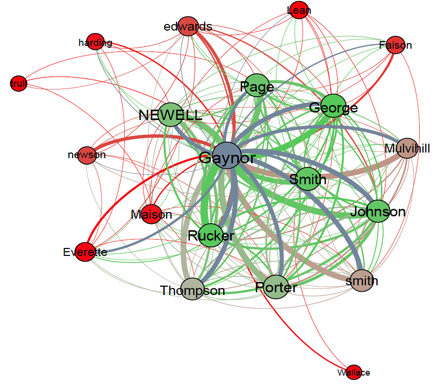 Lean
edwards
harding
Faison
trull
Page
George
NEWELL
Mulvihill
newson
Gaynor
Smith
Johnson
Maison
Rucker
Everette
smith
Thompson
Porter
Wallace